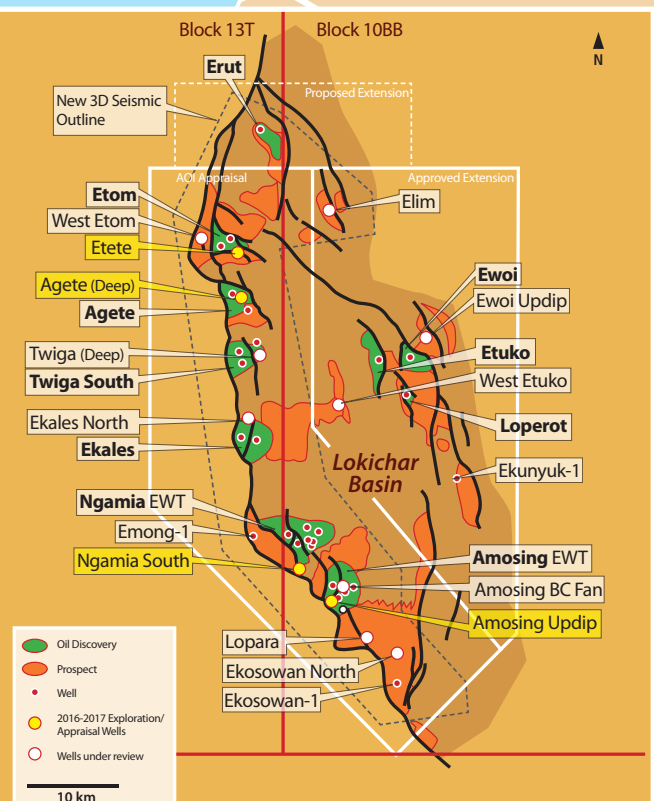 Block 13T
Block 10BB
N
Erut
Proposed Extension
New 3D Seismic
Outline
AOI Appraisal
Approved Extension
Etom
West Etom
Etete
Elim
Agete (Deep)
Agete
Ewoi
Ewoi Updip
Twiga (Deep)
Twiga South
Etuko
West Etuko
Ekales North
Ekales
Loperot
Lokichar
Basin
Ekunyuk-1
Ngamia EWT
Emong-1
Ngamia South
Amosing EWT
Amosing BC Fan
Amosing Updip
Lopara
Ekosowan North
Ekosowan-1
Oil Discovery
Prospect
Well
2016-2017 Exploration/
Appraisal Wells
Wells under review
10 km